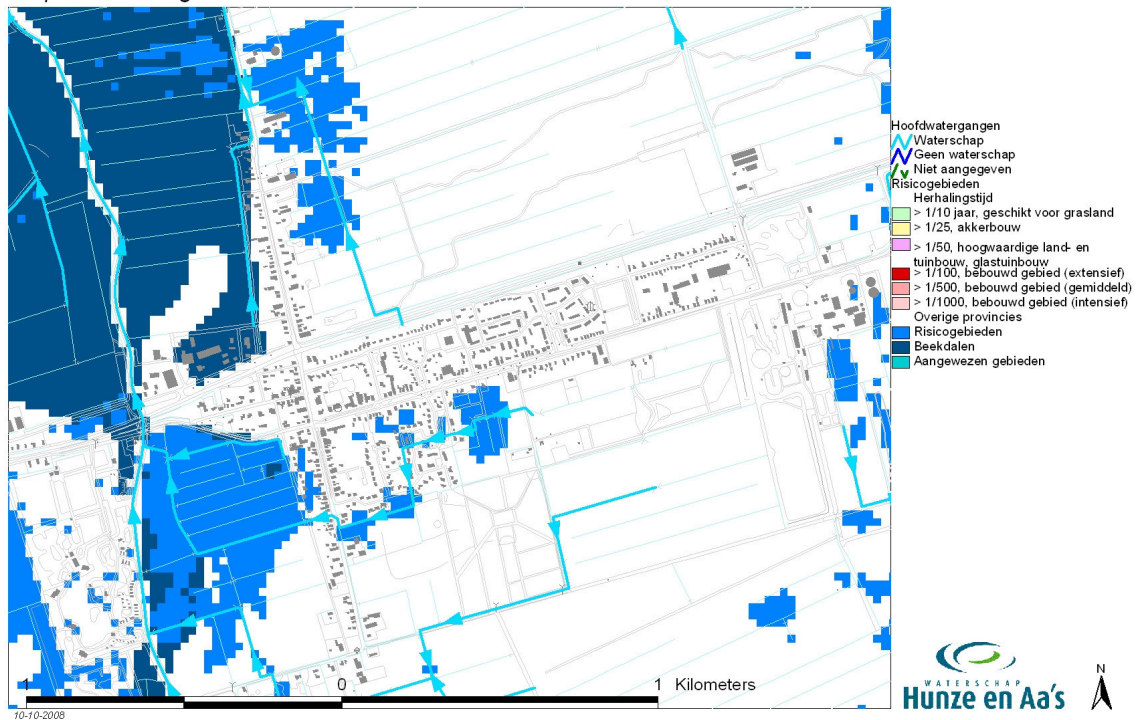 Hoofdwatergangen
Waterschap
Geen waterschap
Niet aangegeven
Risicogebieden
Herhalingstijd
> 1/10 jaar, geschikt voor grasland
> 1/25, akkerbouw
> 1/50, hoogwaardige land- en
tuinbouw, glastuinbouw
> 1/100, bebouwd gebied (extensief)
> 1/500, bebouwd gebied (gemiddeld)
> 1/1000, bebouwd gebied (intensief)
Overige provincies
Risicogebieden
Beekdalen
Aangewezen gebieden
1 0 1 Kilometers
10-10-2008
WATERSCHAP
Hunze en Aa's
N